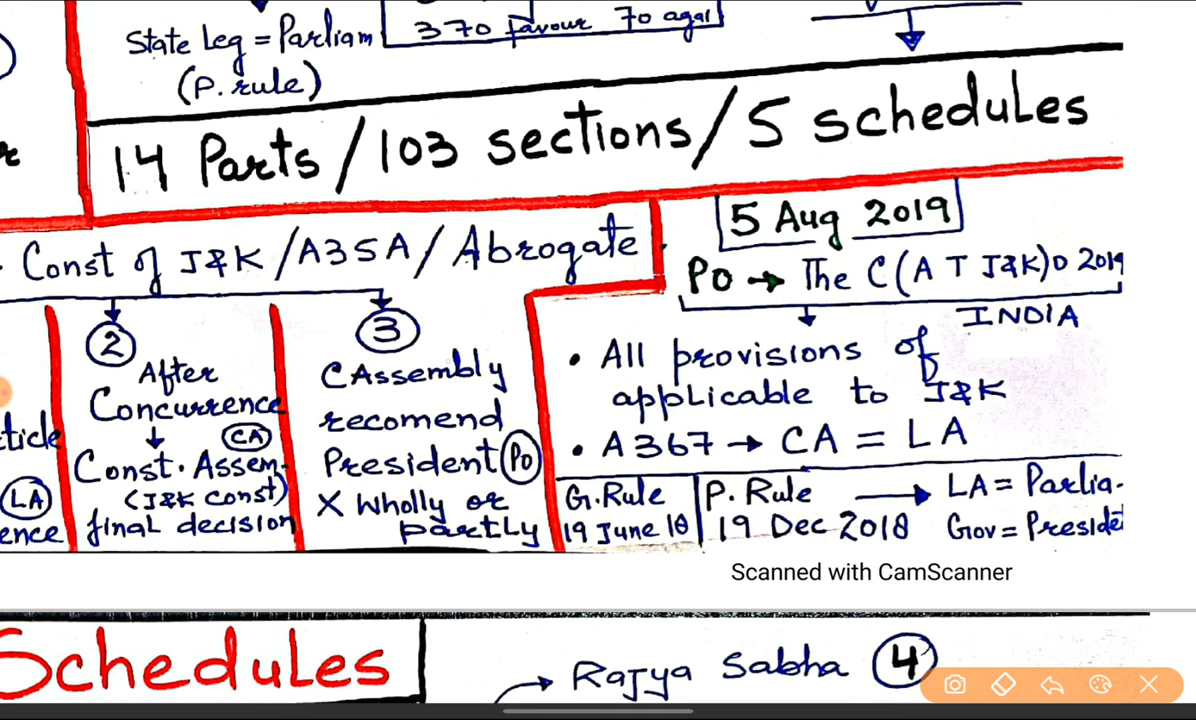 State Leg = Parliam
(P. rule)
370 favour 70 agai
14 Parts / 103 sections / 5 schedules
Const of J&K / A35A / Abrogate
2
After
Concurrence
CA
Const. Assem-
(J&K const)
final decision
ticle
LA
ence
3
CAssembly
recomend
President PO
X Wholly or
partly
5 Aug 2019
PO → The C(A T J&K)O 2019
INDIA
• All provisions of
applicable to J&K
• A367 → CA = LA
G.Rule
19 June 18
P. Rule → LA = Parlia-
19 Dec 2018 Gov = Preside
Scanned with CamScanner
Schedules
→ Rajya Sabha 4